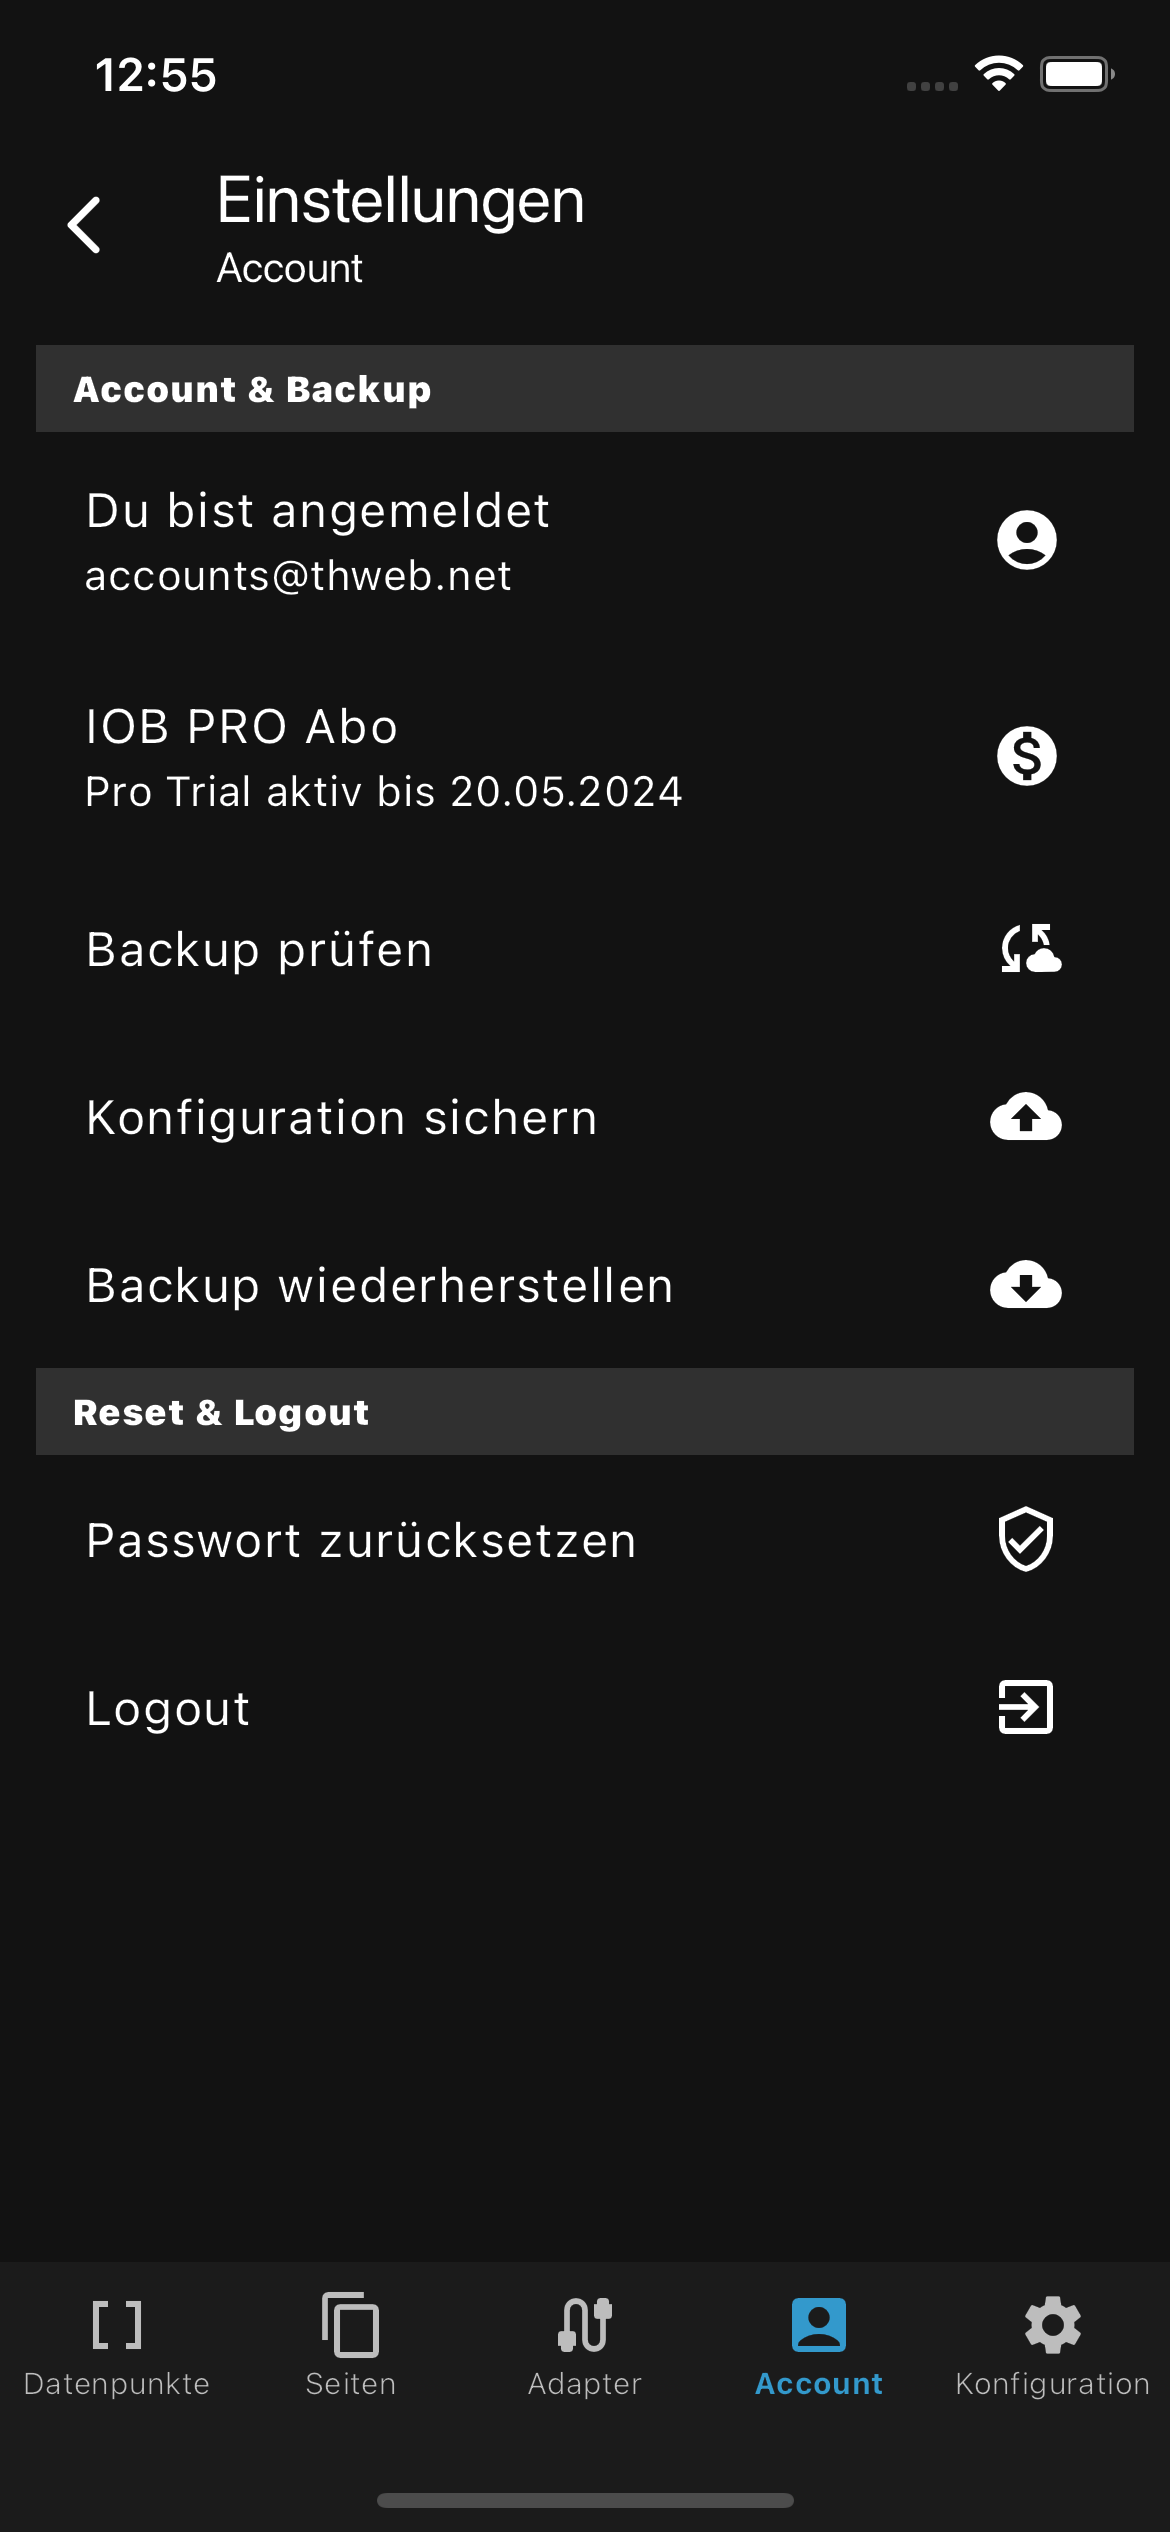 12:55
Einstellungen
Account
Account & Backup
Du bist angemeldet
accounts@thweb.net
IOB PRO Abo
Pro Trial aktiv bis 20.05.2024
Backup prüfen
Konfiguration sichern
Backup wiederherstellen
Reset & Logout
Passwort zurücksetzen
Logout
Datenpunkte
Seiten
Adapter
Account
Konfiguration